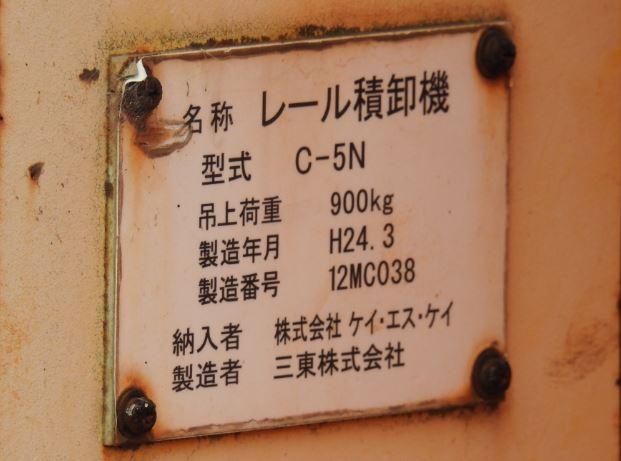 名称 レール積卸機
型式 C-5N
吊上荷重 900kg
製造年月 H24.3
製造番号 12MC038
納入者 株式会社 ケイ・エス・ケイ
製造者 三東株式会社